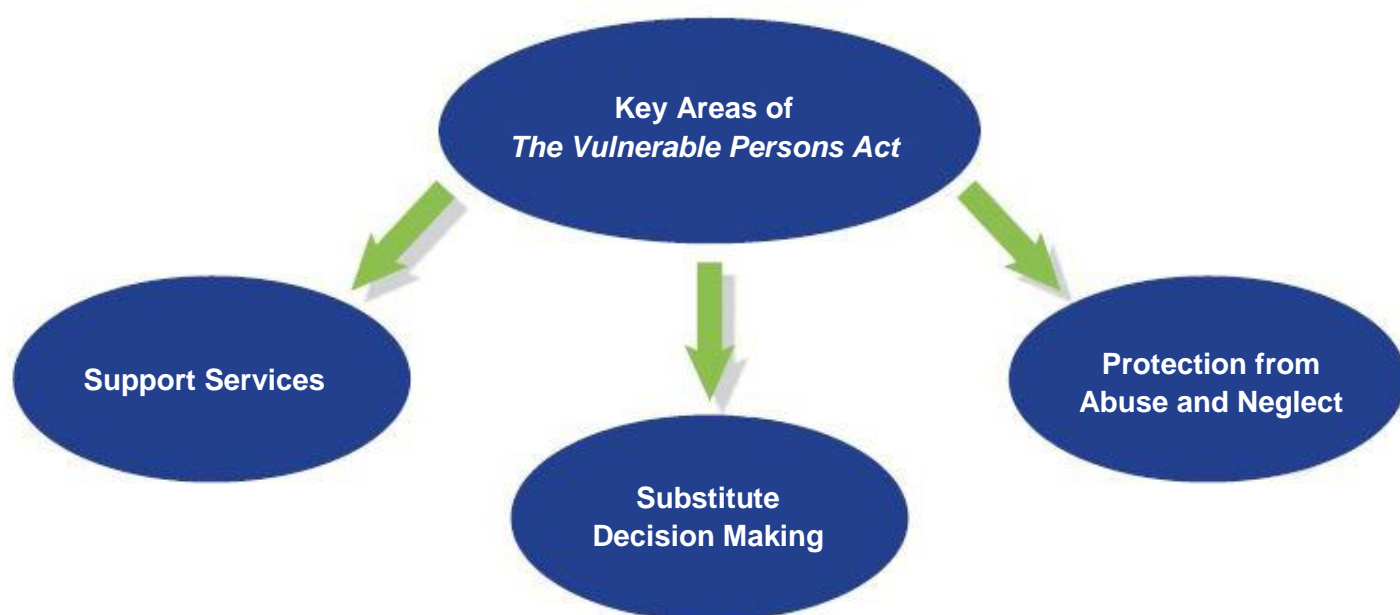 Key Areas of
The Vulnerable Persons Act
Support Services
Substitute
Decision Making
Protection from
Abuse and Neglect